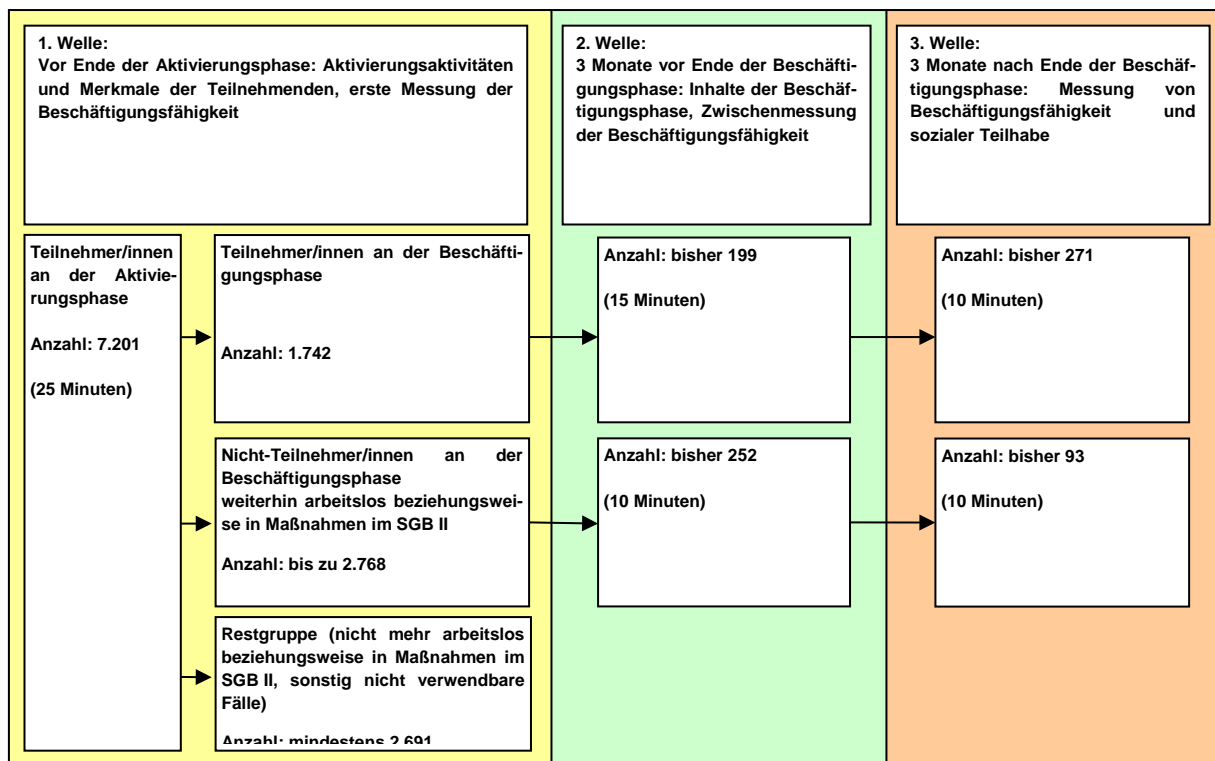 1. Welle:
Vor Ende der Aktivierungsphase: Aktivierungsaktivitäten
und Merkmale der Teilnehmenden, erste Messung der
Beschäftigungsfähigkeit
2. Welle:
3 Monate vor Ende der Beschäfti-
gungsphase: Inhalte der Beschäf-
tigungsphase, Zwischenmessung
der Beschäftigungsfähigkeit
3. Welle:
3 Monate nach Ende der Beschäf-
tigungsphase: Messung von
Beschäftigungsfähigkeit und
sozialer Teilhabe
Teilnehmer/innen
an der Aktivie-
rungsphase
Anzahl: 7.201
(25 Minuten)
Teilnehmer/innen an der Beschäfti-
gungsphase
Anzahl: 1.742
Anzahl: bisher 199
(15 Minuten)
Anzahl: bisher 271
(10 Minuten)
Nicht-Teilnehmer/innen an der
Beschäftigungsphase
weiterhin arbeitslos beziehungswei-
se in Maßnahmen im SGB II
Anzahl: bis zu 2.768
Anzahl: bisher 252
(10 Minuten)
Anzahl: bisher 93
(10 Minuten)
Restgruppe (nicht mehr arbeitslos
beziehungsweise in Maßnahmen im
SGB II, sonstig nicht verwendbare
Fälle)
Anzahl: mindestens 2.691